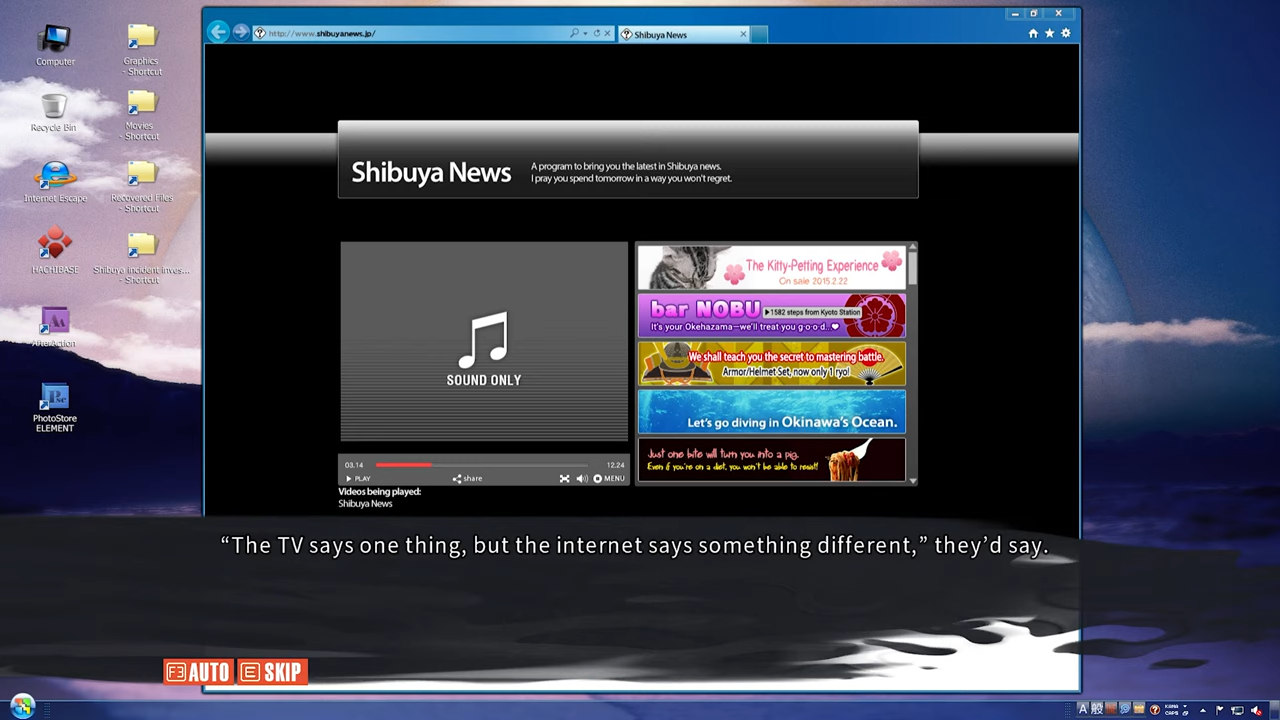 http://www.shibuyanews.jp/
Shibuya News
Computer
Graphics
- Shortcut
Recycle Bin
Movies
- Shortcut
Internet Escape
Recovered Files
- Shortcut
HACHIBASE
Shibuya incident inves...
- Shortcut
AfterAction
PhotoStore
ELEMENT
Shibuya News
A program to bring you the latest in Shibuya news.
I pray you spend tomorrow in a way you won't regret.
SOUND ONLY
03.14
12.24
PLAY
share
MENU
Videos being played:
Shibuya News
The Kitty-Petting Experience
On sale 2015.2.22
bar NOBU
1582 steps from Kyoto Station
It's your Okehazama—we'll treat you g·o·o·d...
We shall teach you the secret to mastering battle.
Armor/Helmet Set, now only 1 ryo!
Let's go diving in Okinawa's Ocean.
Just one bite will turn you into a pig.
Even if you're on a diet, you won't be able to resist!
“The TV says one thing, but the internet says something different,” they’d say.
F3 AUTO
E SKIP
A 般
KANA
CAPS